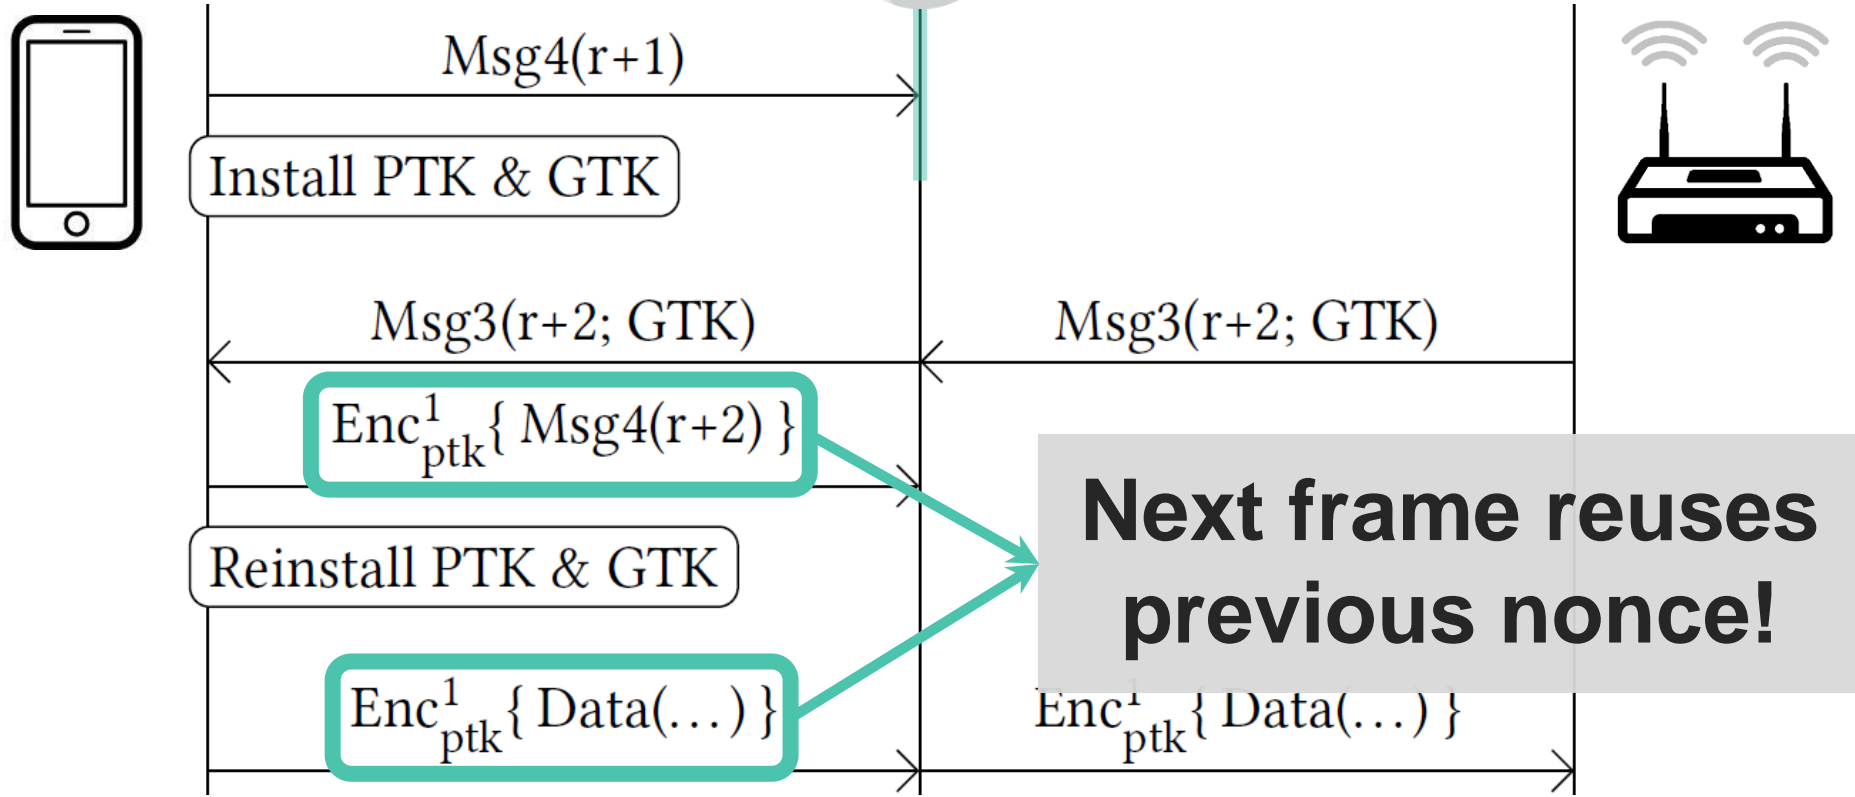 Msg4(r+1)
Install PTK & GTK
Msg3(r+2; GTK)
Msg3(r+2; GTK)
Enc¹ptk{ Msg4(r+2) }
Next frame reuses
previous nonce!
Reinstall PTK & GTK
Enc¹ptk{ Data(...) }
Enc¹ptk{ Data(...) }